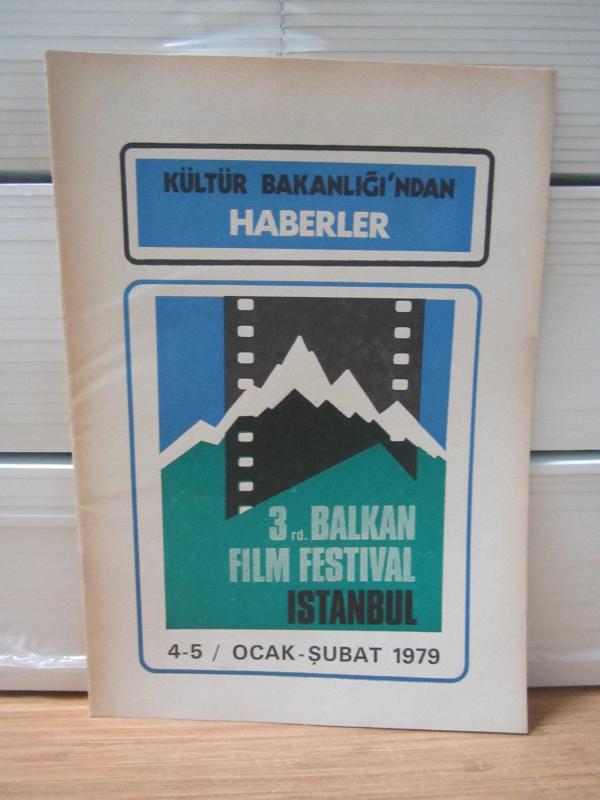 KÜLTÜR BAKANLIĞI'NDAN
HABERLER
3rd. BALKAN
FILM FESTIVAL
ISTANBUL
4-5 / OCAK-ŞUBAT 1979